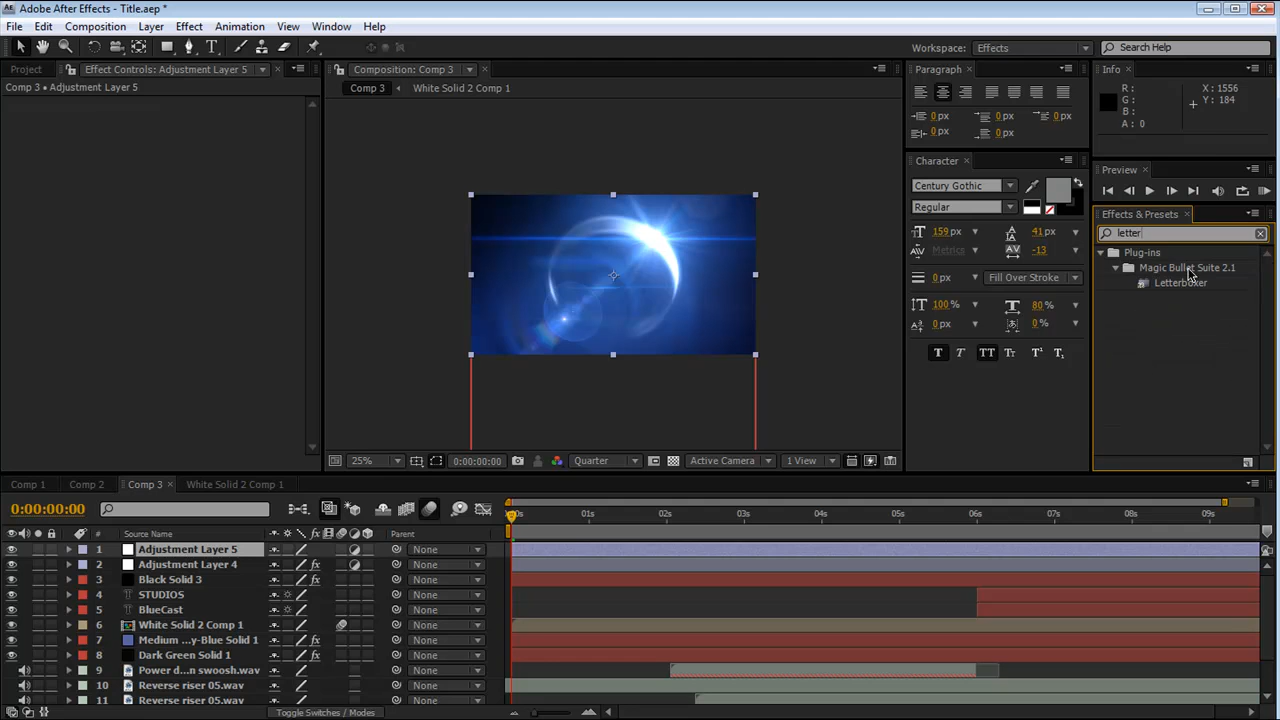 Adobe After Effects - Title.aep *
File Edit Composition Layer Effect Animation View Window Help
Workspace: Effects Search Help
Project Effect Controls: Adjustment Layer 5 Composition: Comp 3 Paragraph Info
Comp 3 • Adjustment Layer 5 Comp 3 White Solid 2 Comp 1
R: X: 1556
G: Y: 184
B:
A: 0
0 px 0 px 0 px
0 px 0 px
Character Preview
Century Gothic
Regular
Effects & Presets
letter
159 px 41 px
Metrics -13
0 px Fill Over Stroke
100 % 80 %
0 px 0 %
T T TT Tr T¹ T₁
Plug-ins
Magic Bullet Suite 2.1
Letterboxer
25% 0:00:00:00 Quarter Active Camera 1 View
Comp 1 Comp 2 Comp 3 White Solid 2 Comp 1
0:00:00:00
00s 01s 02s 03s 04s 05s 06s 07s 08s 09s
# Source Name Parent
1 Adjustment Layer 5 None
2 Adjustment Layer 4 None
3 Black Solid 3 None
4 STUDIOS None
5 BlueCast None
6 White Solid 2 Comp 1 None
7 Medium ...y-Blue Solid 1 None
8 Dark Green Solid 1 None
9 Power d...n swoosh.wav None
10 Reverse riser 05.wav None
11 Reverse riser 05.wav None
Toggle Switches / Modes